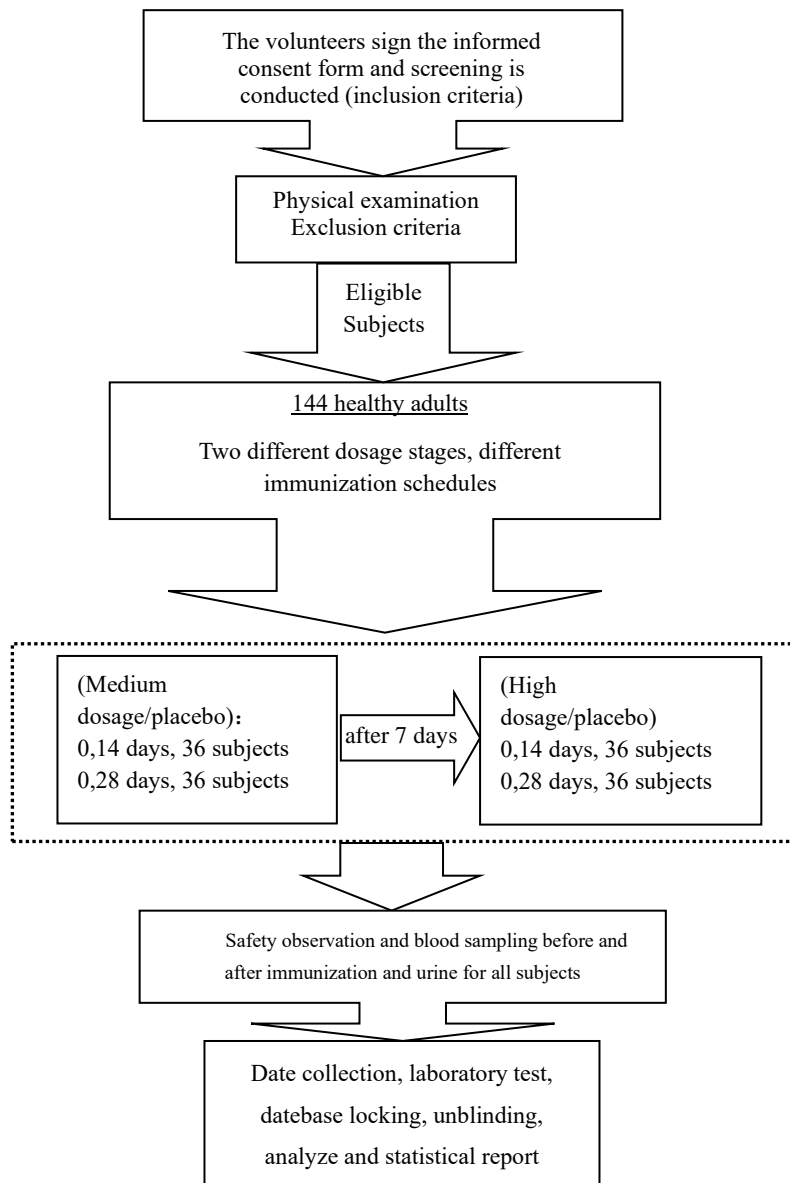 The volunteers sign the informed
consent form and screening is
conducted (inclusion criteria)
Physical examination
Exclusion criteria
Eligible
Subjects
144 healthy adults
Two different dosage stages, different
immunization schedules
(Medium
dosage/placebo)：
0,14 days, 36 subjects
0,28 days, 36 subjects
after 7 days
(High
dosage/placebo)
0,14 days, 36 subjects
0,28 days, 36 subjects
Safety observation and blood sampling before and
after immunization and urine for all subjects
Date collection, laboratory test,
datebase locking, unblinding,
analyze and statistical report